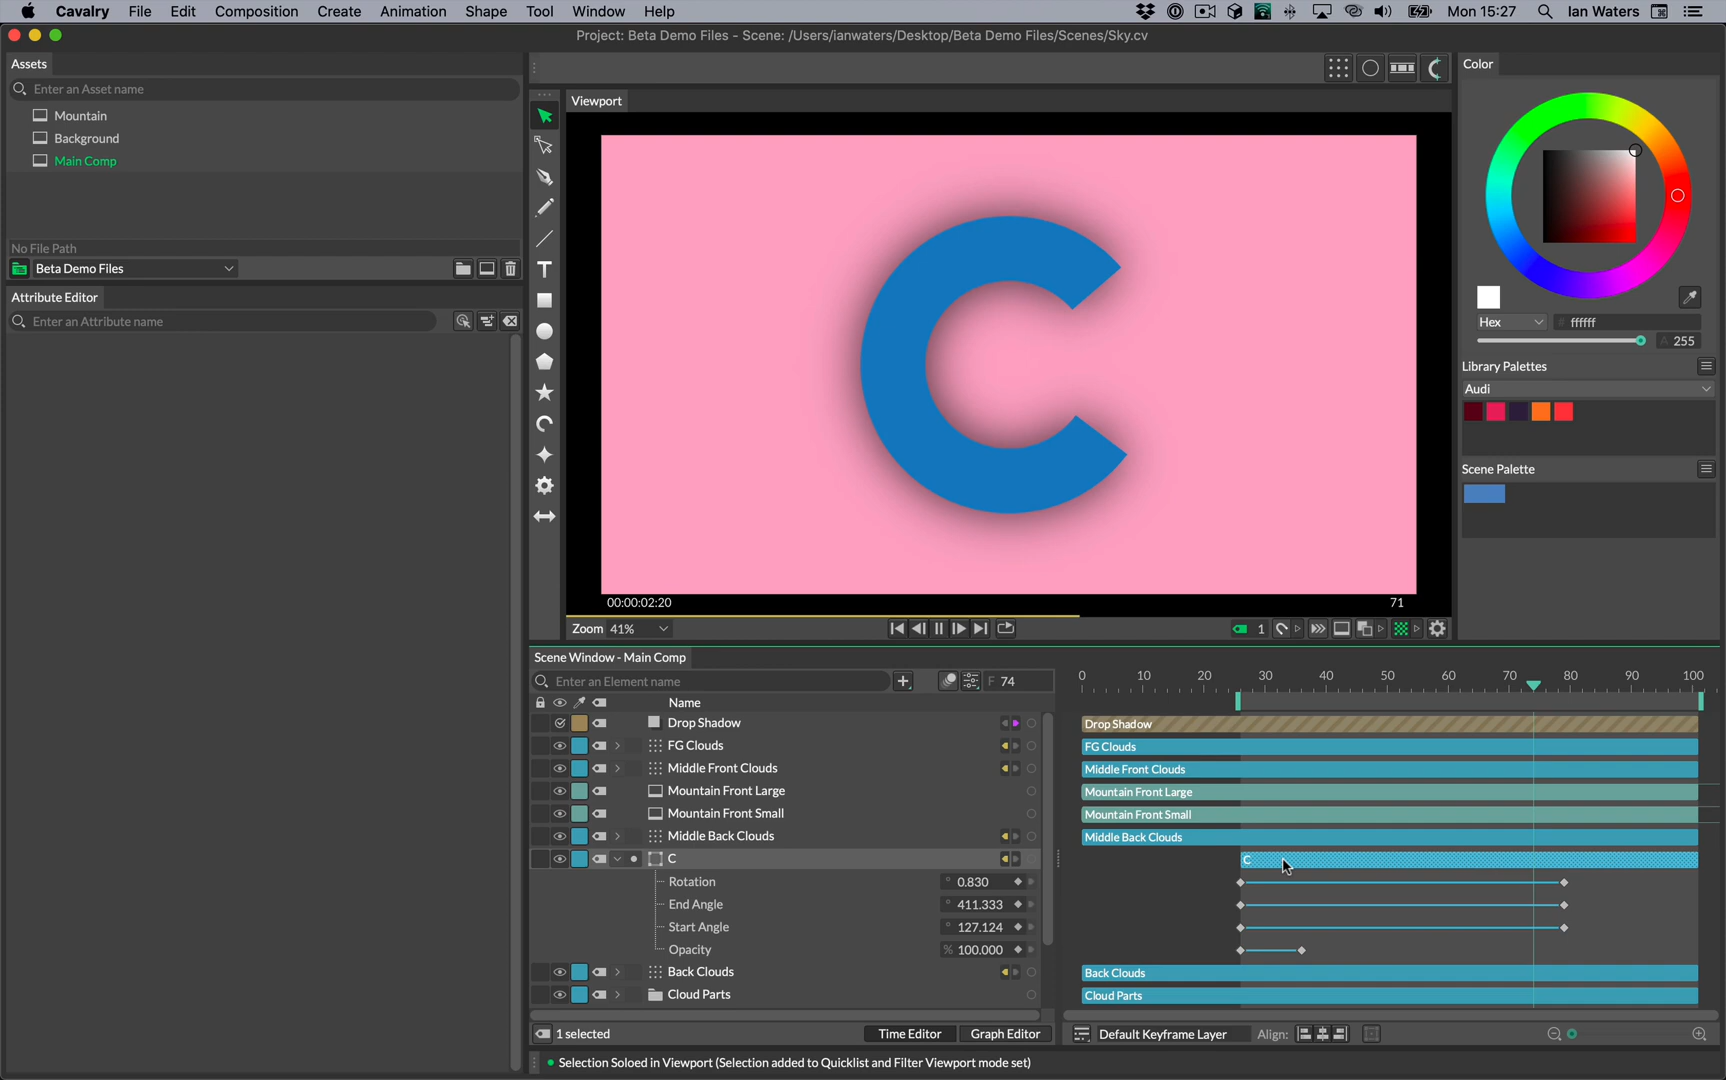 Cavalry File Edit Composition Create Animation Shape Tool Window Help Mon 15:27 Ian Waters
Project: Beta Demo Files - Scene: /Users/ianwaters/Desktop/Beta Demo Files/Scenes/Sky.cv
Assets
Enter an Asset name
Mountain
Background
Main Comp
No File Path
Beta Demo Files
Attribute Editor
Enter an Attribute name
Viewport
C
00:00:02:20 71
Zoom 41% 1
Color
Hex # ffffff
A 255
Library Palettes
Audi
Scene Palette
Scene Window - Main Comp
Enter an Element name F 74
0 10 20 30 40 50 60 70 80 90 100
Name
Drop Shadow Drop Shadow
FG Clouds FG Clouds
Middle Front Clouds Middle Front Clouds
Mountain Front Large Mountain Front Large
Mountain Front Small Mountain Front Small
Middle Back Clouds Middle Back Clouds
C C
Rotation ° 0.830
End Angle ° 411.333
Start Angle ° 127.124
Opacity % 100.000
Back Clouds Back Clouds
Cloud Parts Cloud Parts
1 selected Time Editor Graph Editor Default Keyframe Layer Align:
Selection Soloed in Viewport (Selection added to Quicklist and Filter Viewport mode set)